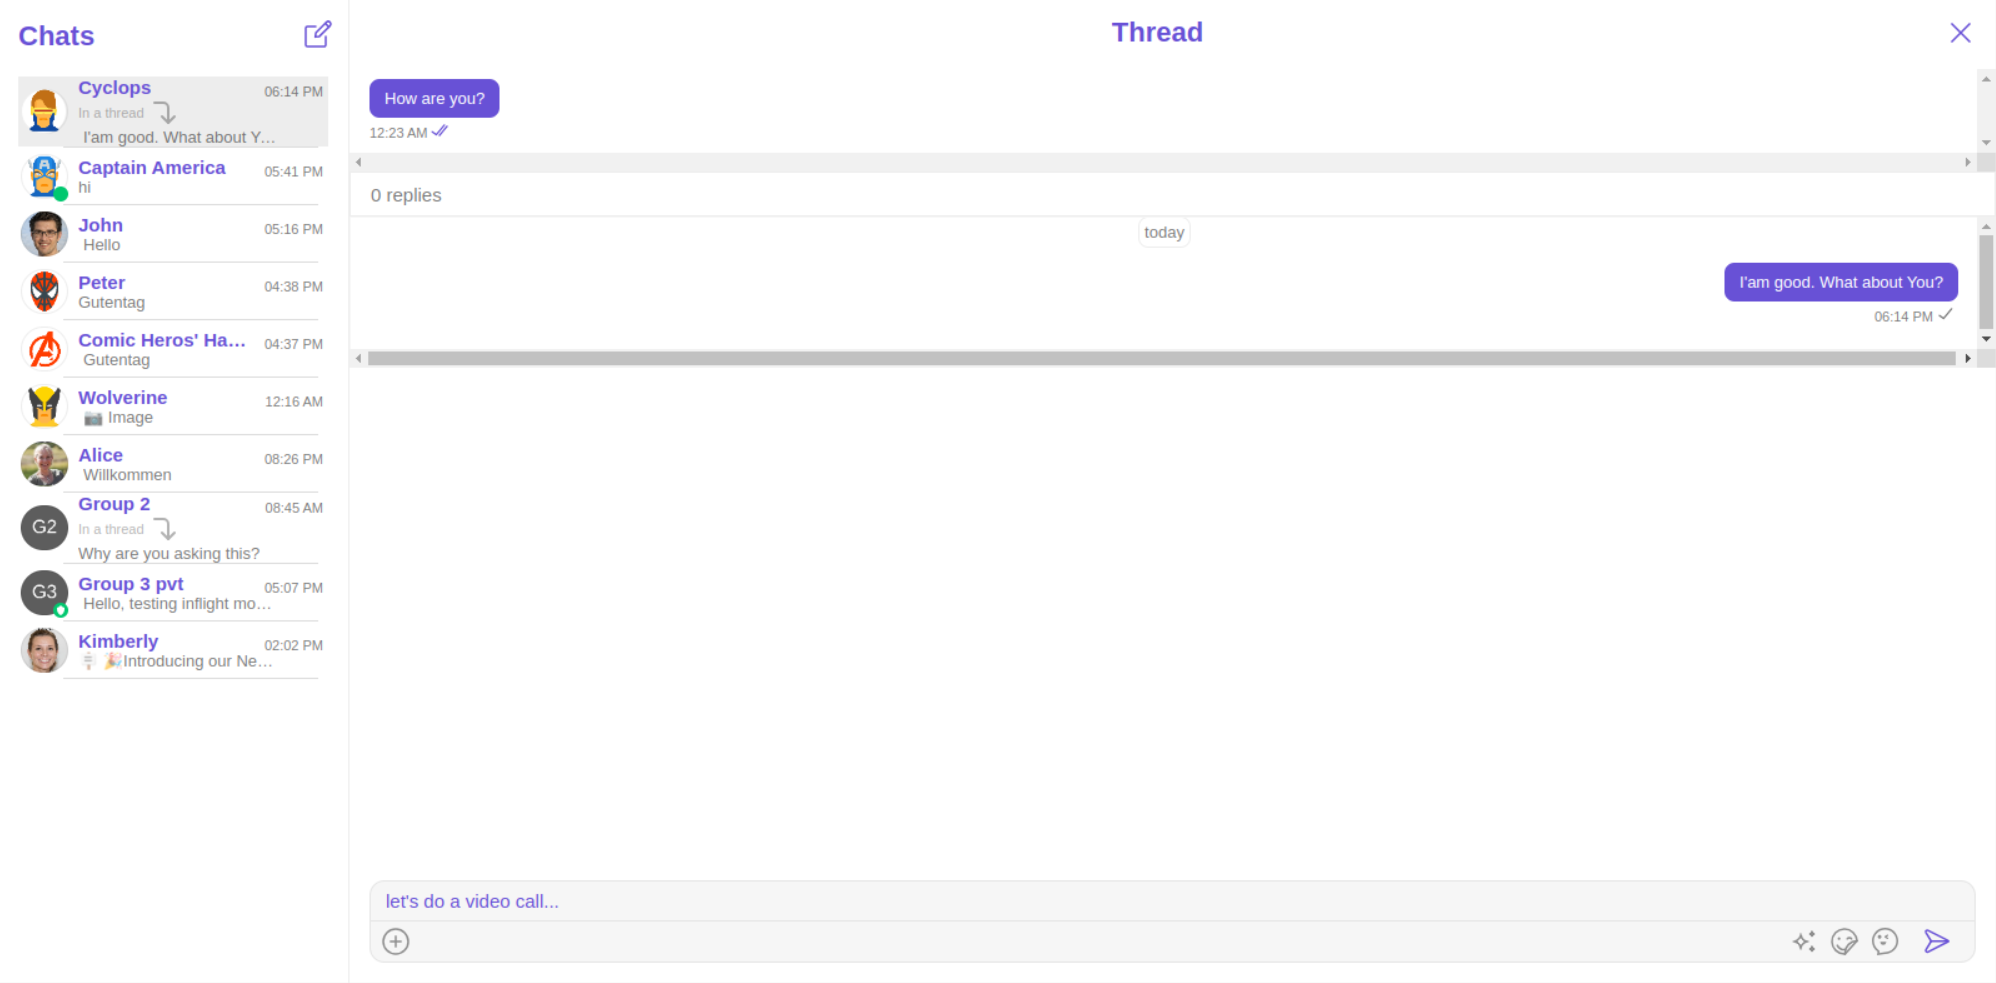 Chats
Cyclops 06:14 PM
In a thread
I'am good. What about Y...
Captain America 05:41 PM
hi
John 05:16 PM
Hello
Peter 04:38 PM
Gutentag
Comic Heros' Ha... 04:37 PM
Gutentag
Wolverine 12:16 AM
Image
Alice 08:26 PM
Willkommen
G2
Group 2 08:45 AM
In a thread
Why are you asking this?
G3
Group 3 pvt 05:07 PM
Hello, testing inflight mo...
Kimberly 02:02 PM
🪧 🎉Introducing our Ne...
Thread
How are you?
12:23 AM
0 replies
today
I'am good. What about You?
06:14 PM
let's do a video call...